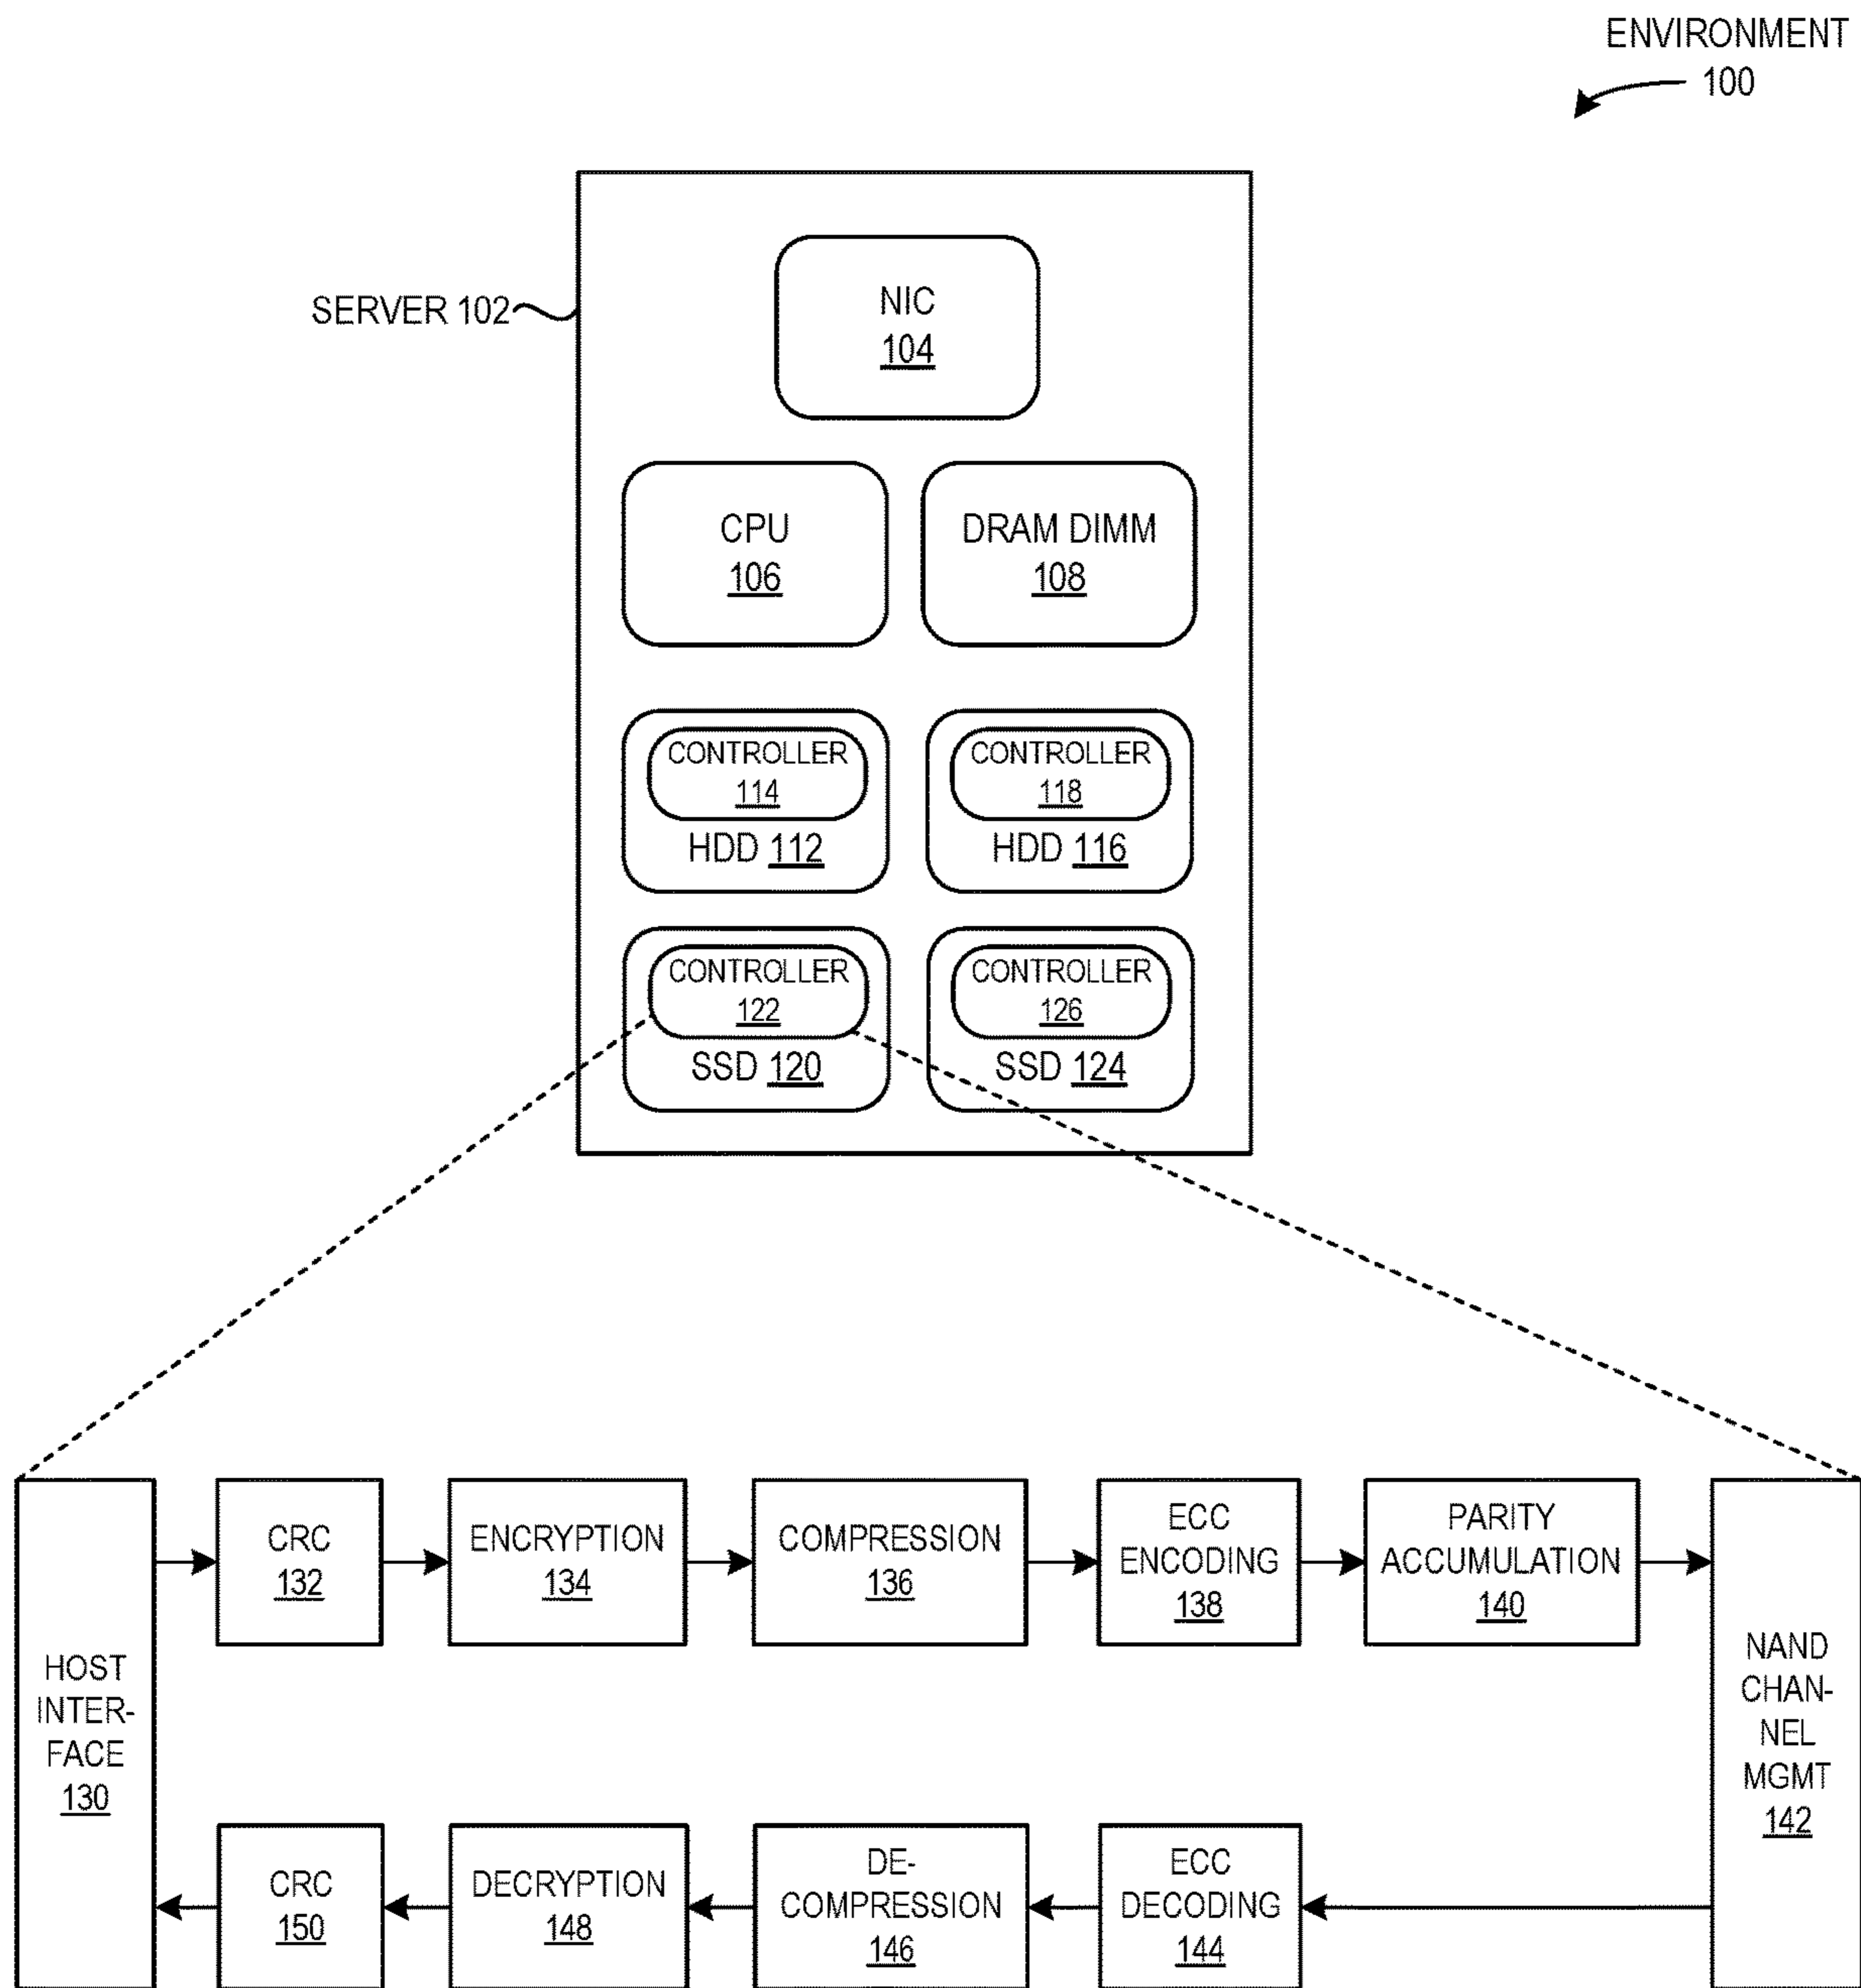 ENVIRONMENT
100
SERVER 102
NIC
104
CPU
106
DRAM DIMM
108
CONTROLLER
114
HDD 112
CONTROLLER
118
HDD 116
CONTROLLER
122
SSD 120
CONTROLLER
126
SSD 124
HOST
INTER-
FACE
130
CRC
132
ENCRYPTION
134
COMPRESSION
136
ECC
ENCODING
138
PARITY
ACCUMULATION
140
NAND
CHAN-
NEL
MGMT
142
ECC
DECODING
144
DE-
COMPRESSION
146
DECRYPTION
148
CRC
150